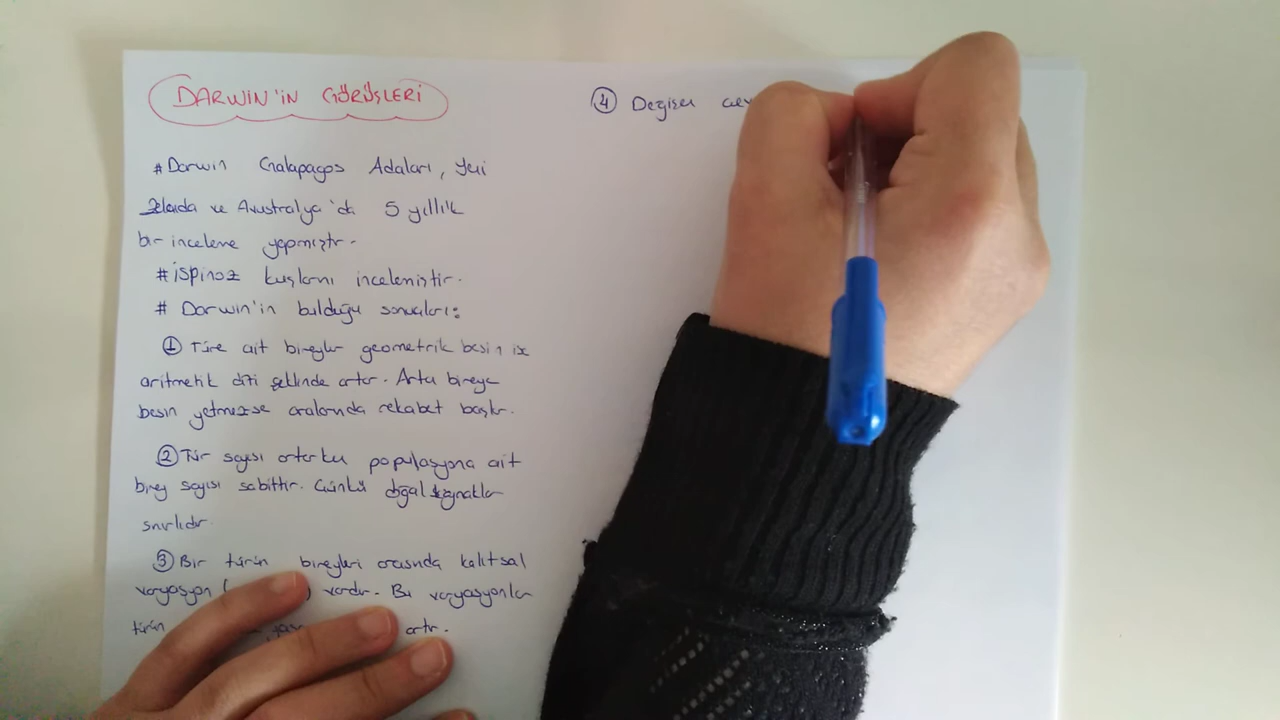 DARWIN'İN GÖRÜŞLERİ
# Darwin Galapagos Adaları, Yeni
Zelanda ve Avustralya'da 5 yıllık
bir inceleme yapmıştır.
# İspinoz kuşlarını incelemiştir.
# Darwin'in bulduğu sonuçları:
① Türe ait bireyler geometrik besin ise
aritmetik dizi şeklinde artar. Artan bireye
besin yetmezse aralarında rekabet başlar.
② Tür sayısı artarken populasyona ait
birey sayısı sabittir. Çünkü doğal kaynaklar
sınırlıdır.
③ Bir türün bireyleri arasında kalıtsal
varyasyon ( ) vardır. Bu varyasyonlar
türün artır.
④ Değişen